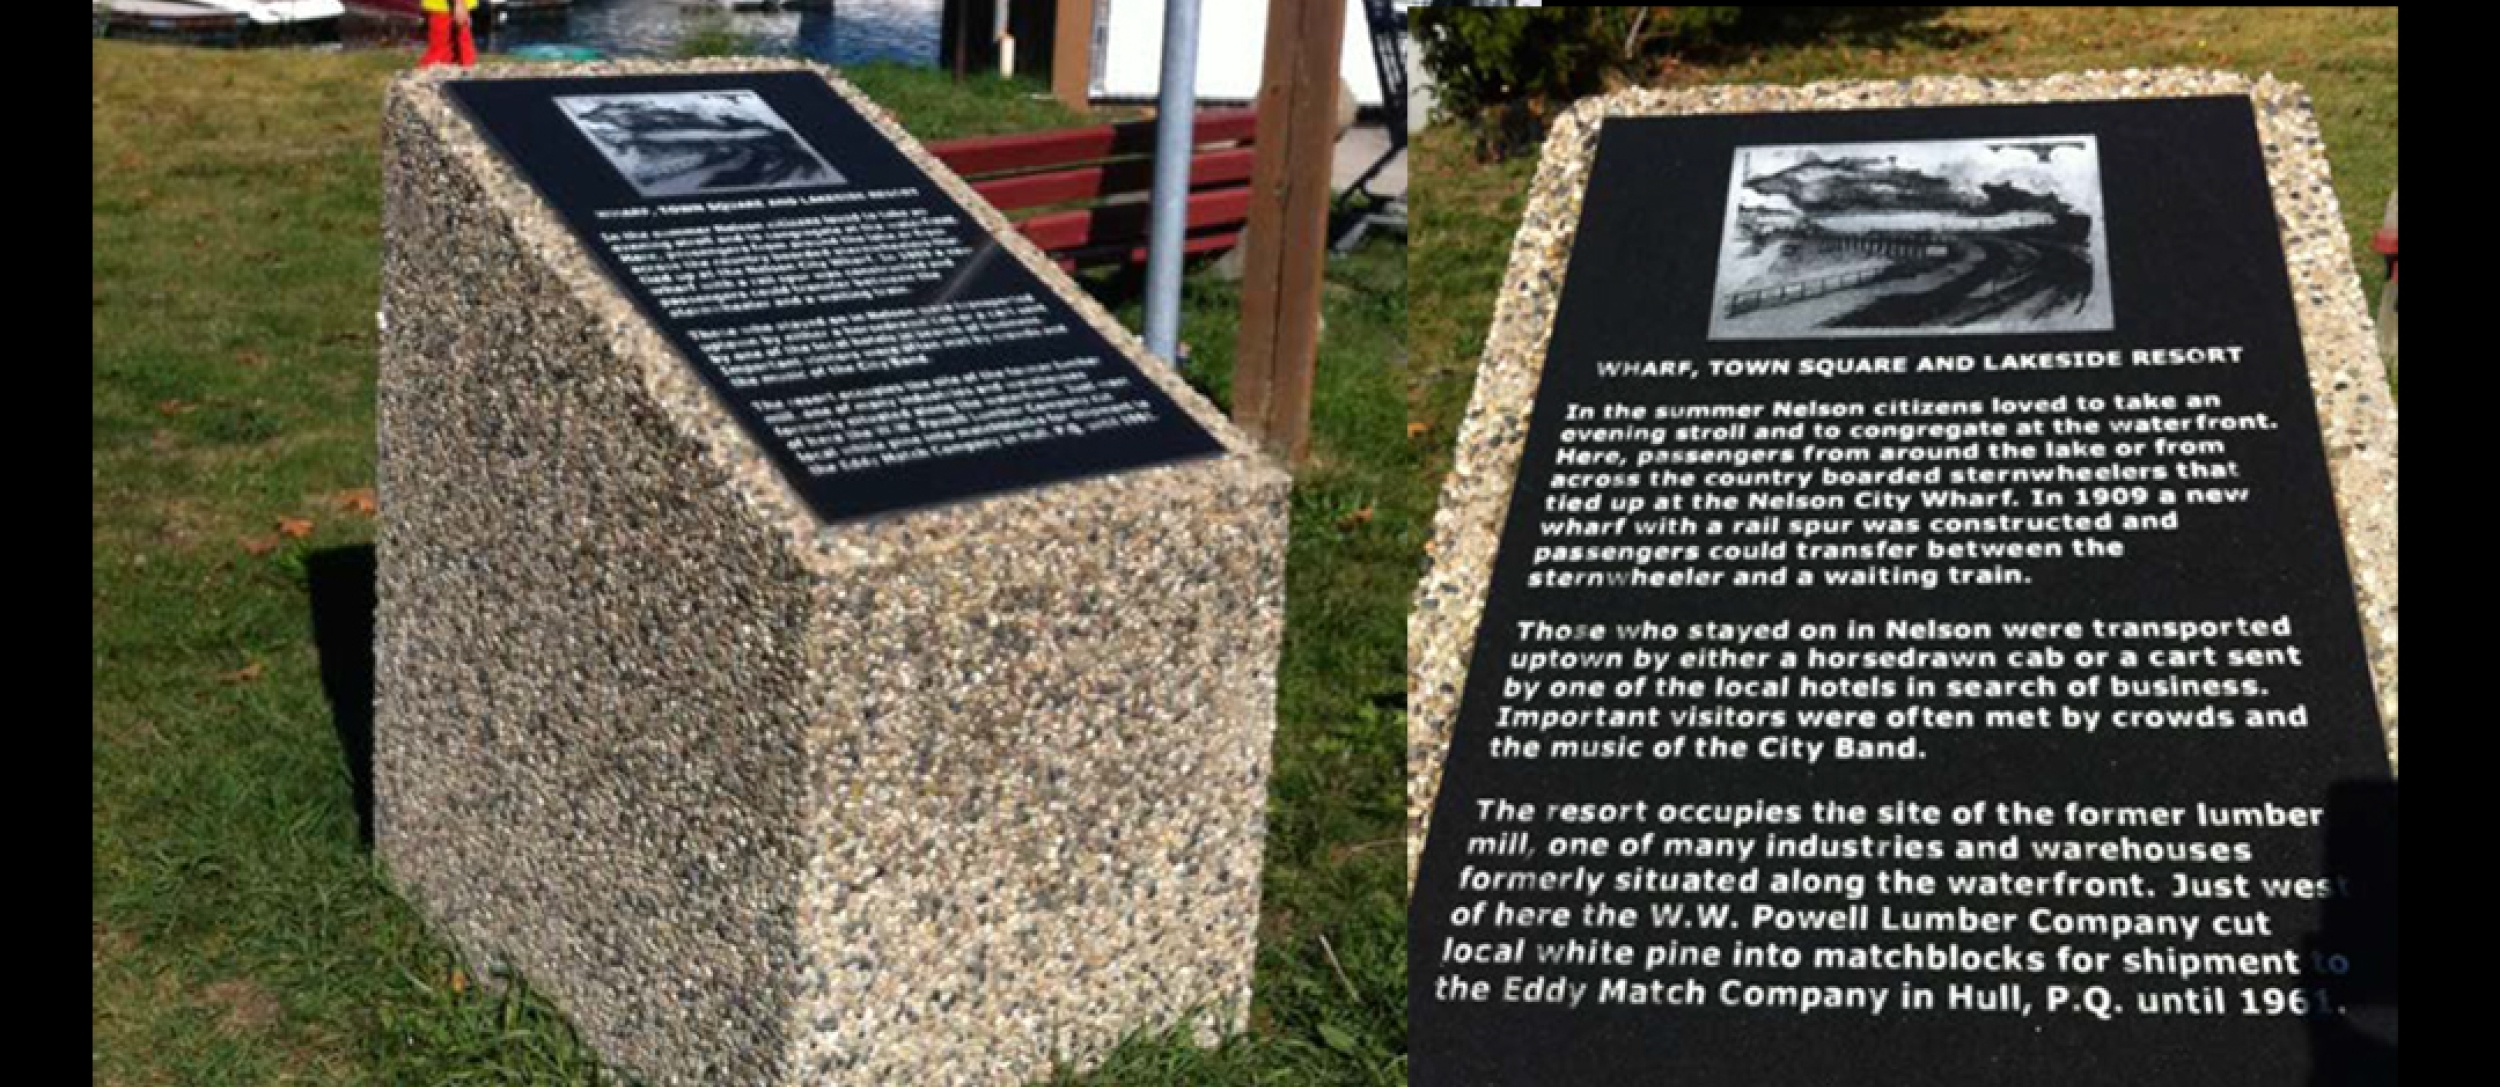 WHARF, TOWN SQUARE AND LAKESIDE RESORT
In the summer Nelson citizens loved to take an
evening stroll and to congregate at the waterfront.
Here, passengers from around the lake or from
across the country boarded sternwheelers that
tied up at the Nelson City Wharf. In 1909 a new
wharf with a rail spur was constructed and
passengers could transfer between the
sternwheeler and a waiting train.
Those who stayed on in Nelson were transported
uptown by either a horsedrawn cab or a cart sent
by one of the local hotels in search of business.
Important visitors were often met by crowds and
the music of the City Band.
The resort occupies the site of the former lumber
mill, one of many industries and warehouses
formerly situated along the waterfront. Just west
of here the W.W. Powell Lumber Company cut
local white pine into matchblocks for shipment to
the Eddy Match Company in Hull, P.Q. until 1961.